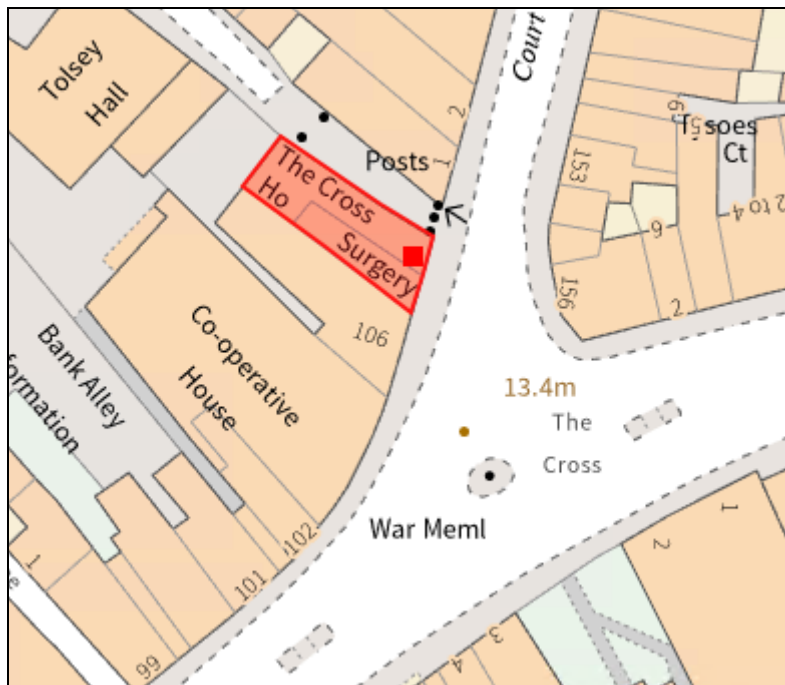 Tolsey
Hall
Court
Posts
2
1
The Cross
Ho
Surgery
Co-operative
House
106
Bank Alley
formation
102
101
99
1
War Meml
13.4m
The
Cross
153
156
6
2
2 to 4
Ct
1
2
3
4